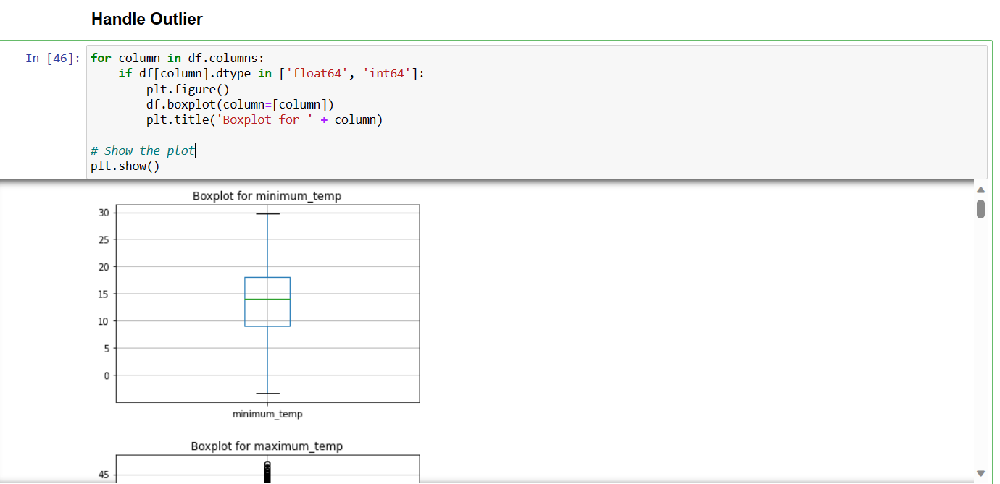 Handle Outlier
In [46]:
for column in df.columns:
    if df[column].dtype in ['float64', 'int64']:
        plt.figure()
        df.boxplot(column=[column])
        plt.title('Boxplot for ' + column)

# Show the plot
plt.show()
Boxplot for minimum_temp
30
25
20
15
10
5
0
minimum_temp
Boxplot for maximum_temp
45